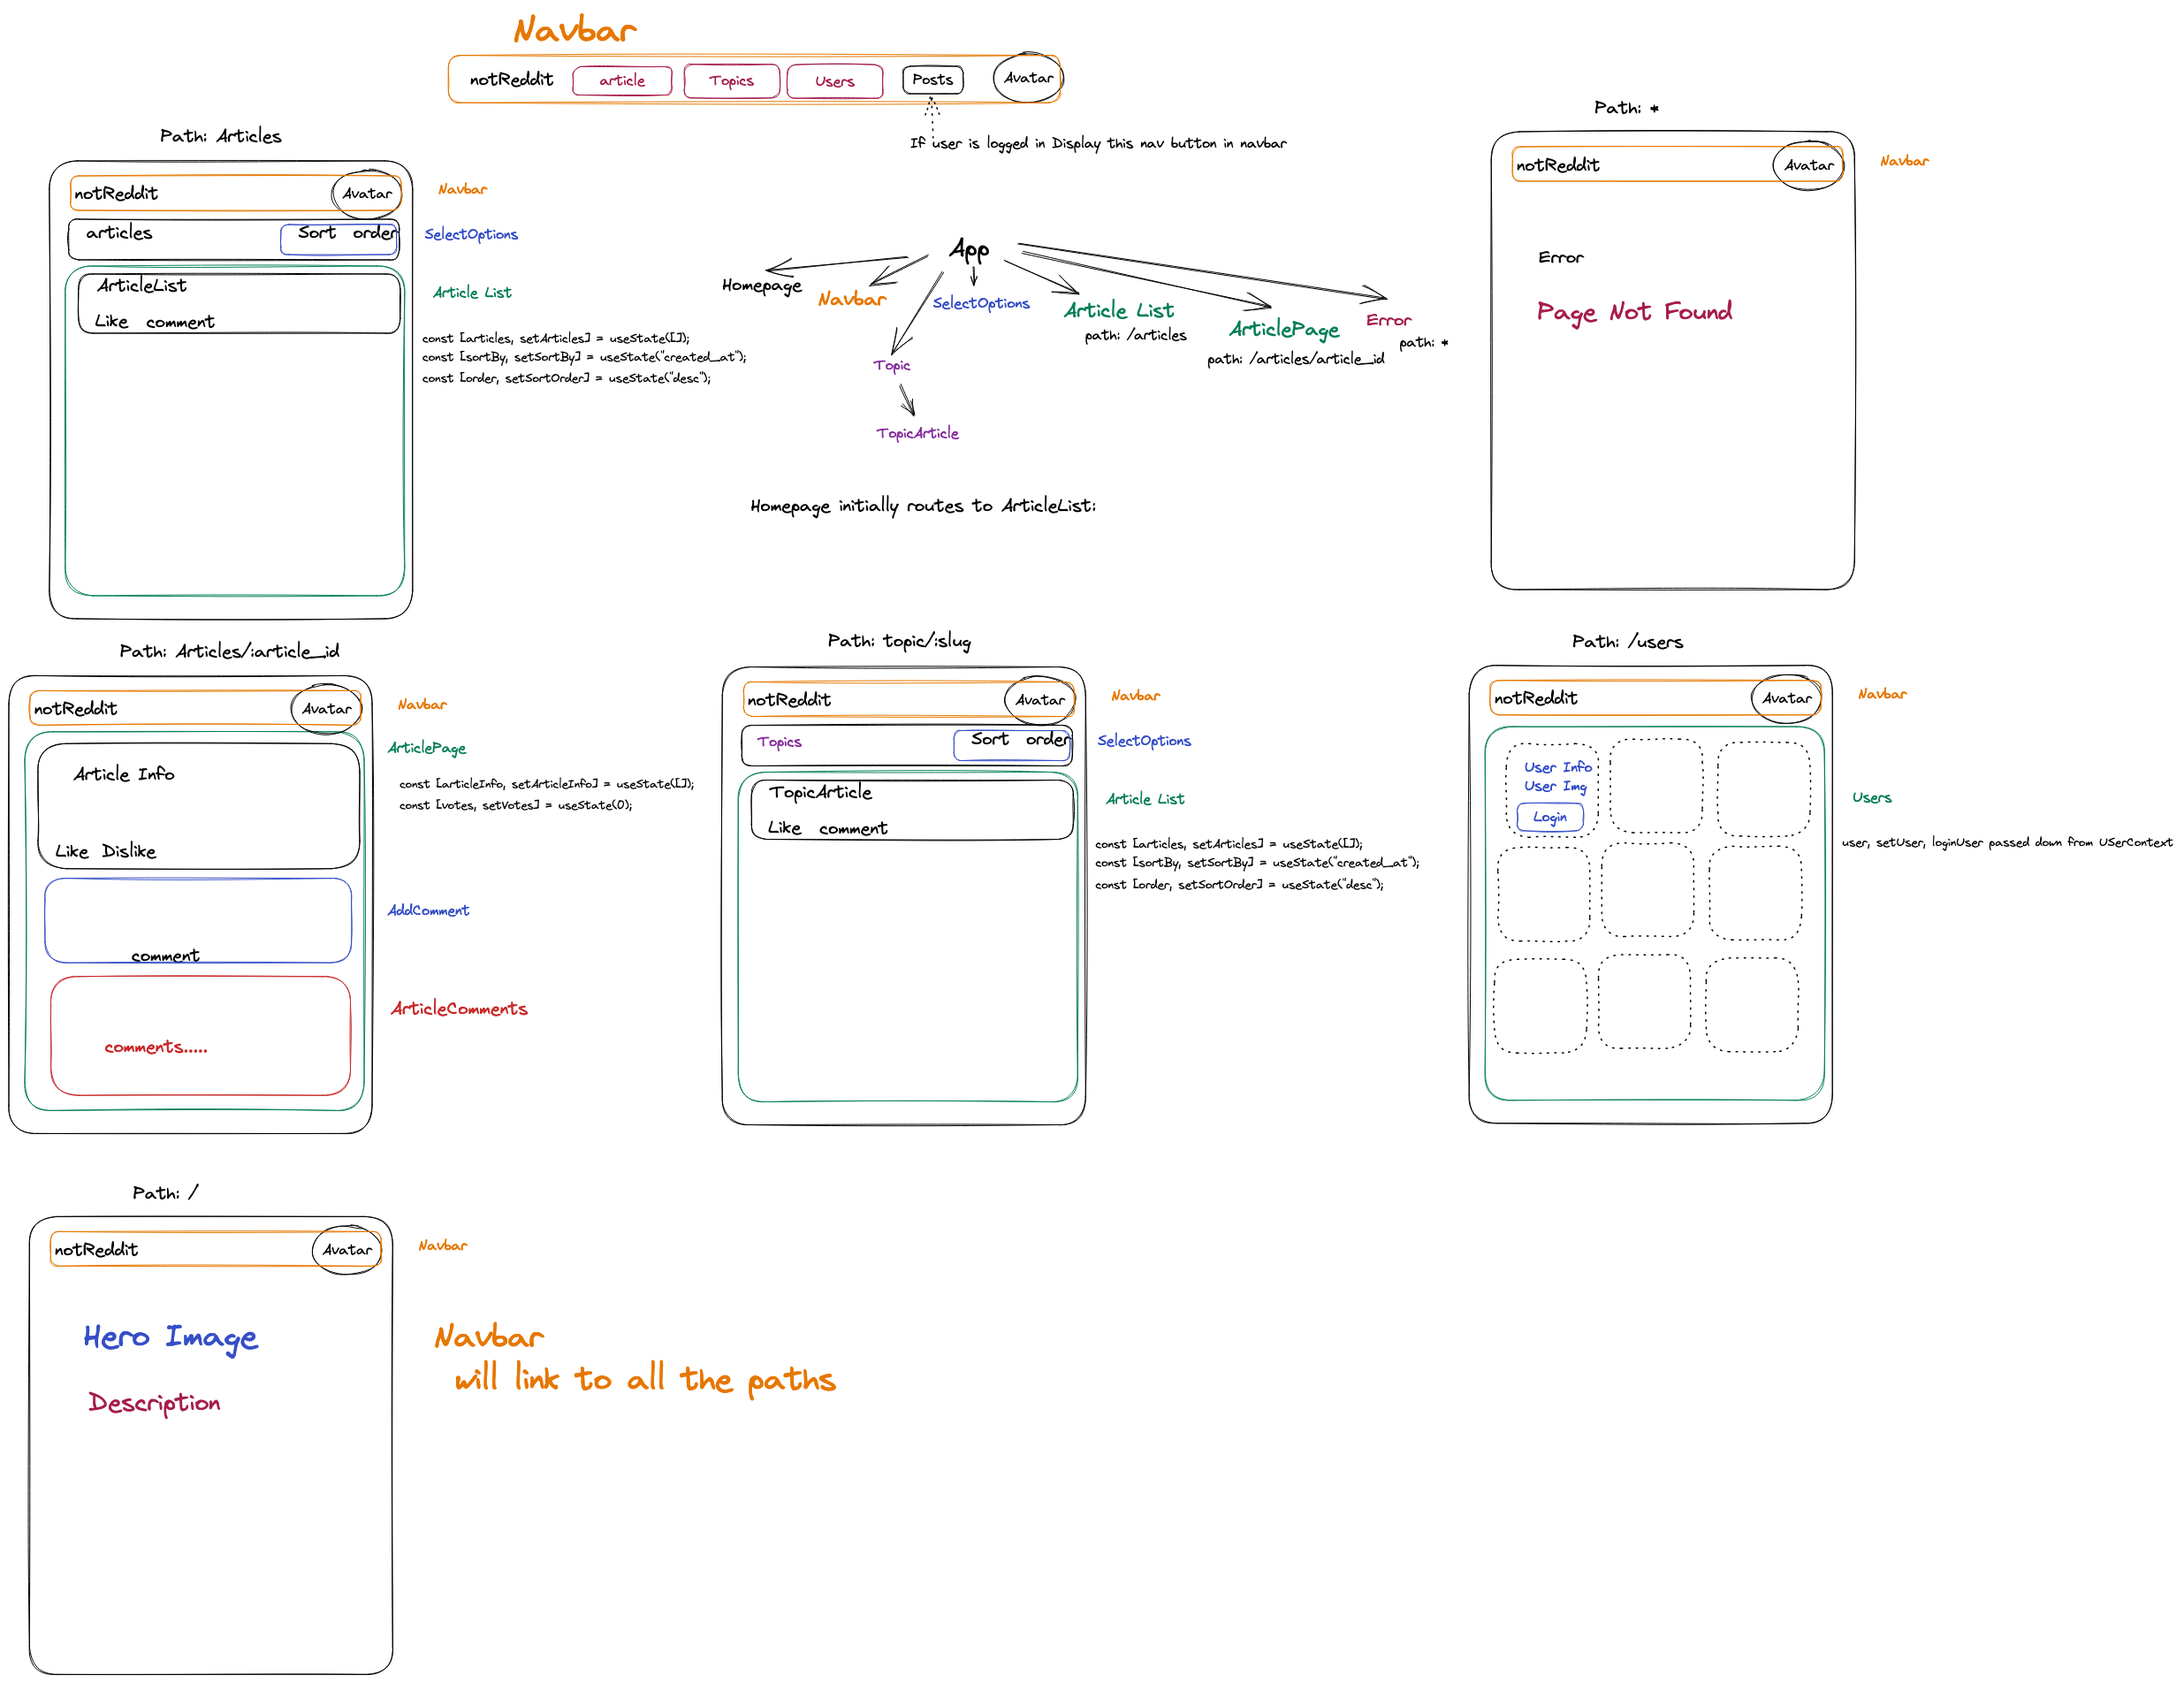 Navbar
notReddit article Topics Users Posts Avatar
If user is logged in Display this nav button in navbar
Path: Articles
notReddit Avatar
Navbar
articles Sort order
SelectOptions
ArticleList
Like comment
Article List
const [articles, setArticles] = useState([]);
const [sortBy, setSortBy] = useState("created_at");
const [order, setSortOrder] = useState("desc");
App
Homepage
Navbar
SelectOptions
Article List
path: /articles
ArticlePage
path: /articles/article_id
Error
path: *
Topic
TopicArticle
Homepage initially routes to ArticleList:
Path: *
notReddit Avatar
Navbar
Error
Page Not Found
Path: Articles/:article_id
notReddit Avatar
Navbar
ArticlePage
Article Info
const [articleInfo, setArticleInfo] = useState([]);
const [votes, setVotes] = useState(0);
Like Dislike
AddComment
comment
ArticleComments
comments.....
Path: topic/:slug
notReddit Avatar
Navbar
Topics Sort order
SelectOptions
TopicArticle
Like comment
Article List
const [articles, setArticles] = useState([]);
const [sortBy, setSortBy] = useState("created_at");
const [order, setSortOrder] = useState("desc");
Path: /users
notReddit Avatar
Navbar
User Info
User Img
Login
Users
user, setUser, loginUser passed down from USerContext
Path: /
notReddit Avatar
Navbar
Hero Image
Description
Navbar
will link to all the paths